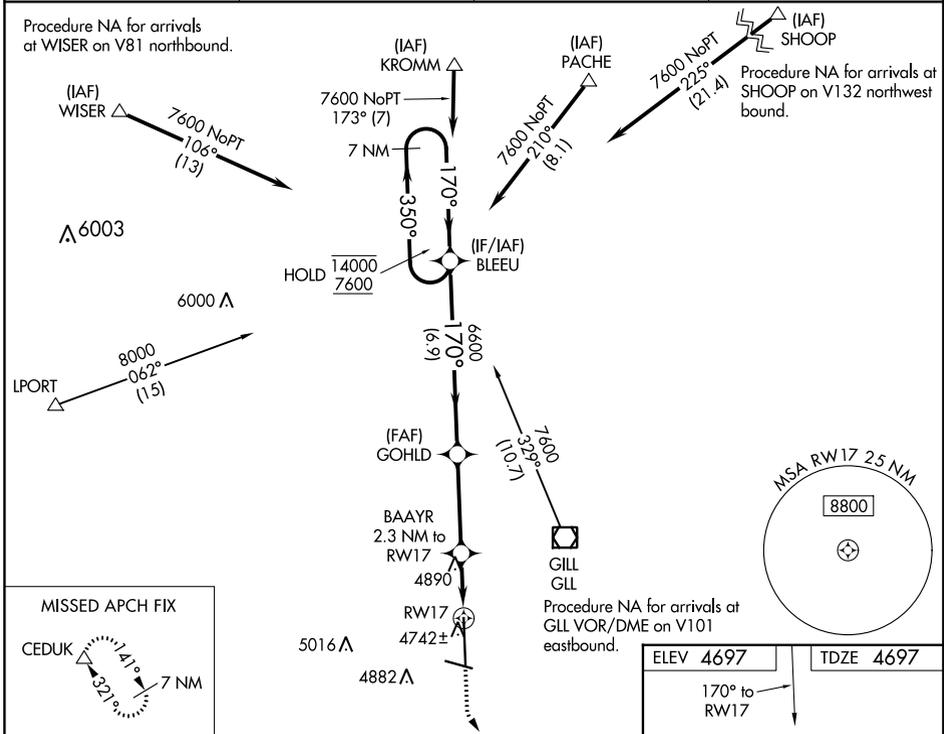 Procedure NA for arrivals
at WISER on V81 northbound.
(IAF)
WISER
7600 NoPT
106°
(13)
(IAF)
KROMM
7600 NoPT
173° (7)
7 NM
170°
350°
(IAF)
PACHE
7600 NoPT
210°
(8.1)
(IAF)
SHOOP
7600 NoPT
225°
(21.4)
Procedure NA for arrivals at
SHOOP on V132 northwest
bound.
6003
(IF/IAF)
BLEEU
HOLD
14000
7600
6000
6600
170°
(6.9)
LPORT
8000
062°
(15)
7600
329°
(10.7)
(FAF)
GOHLD
BAAYR
2.3 NM to
RW17
4890
GILL
GLL
Procedure NA for arrivals at
GLL VOR/DME on V101
eastbound.
MSA RW17 25 NM
8800
RW17
4742±
5016
4882
MISSED APCH FIX
CEDUK
141°
321°
7 NM
ELEV 4697
TDZE 4697
170° to
RW17